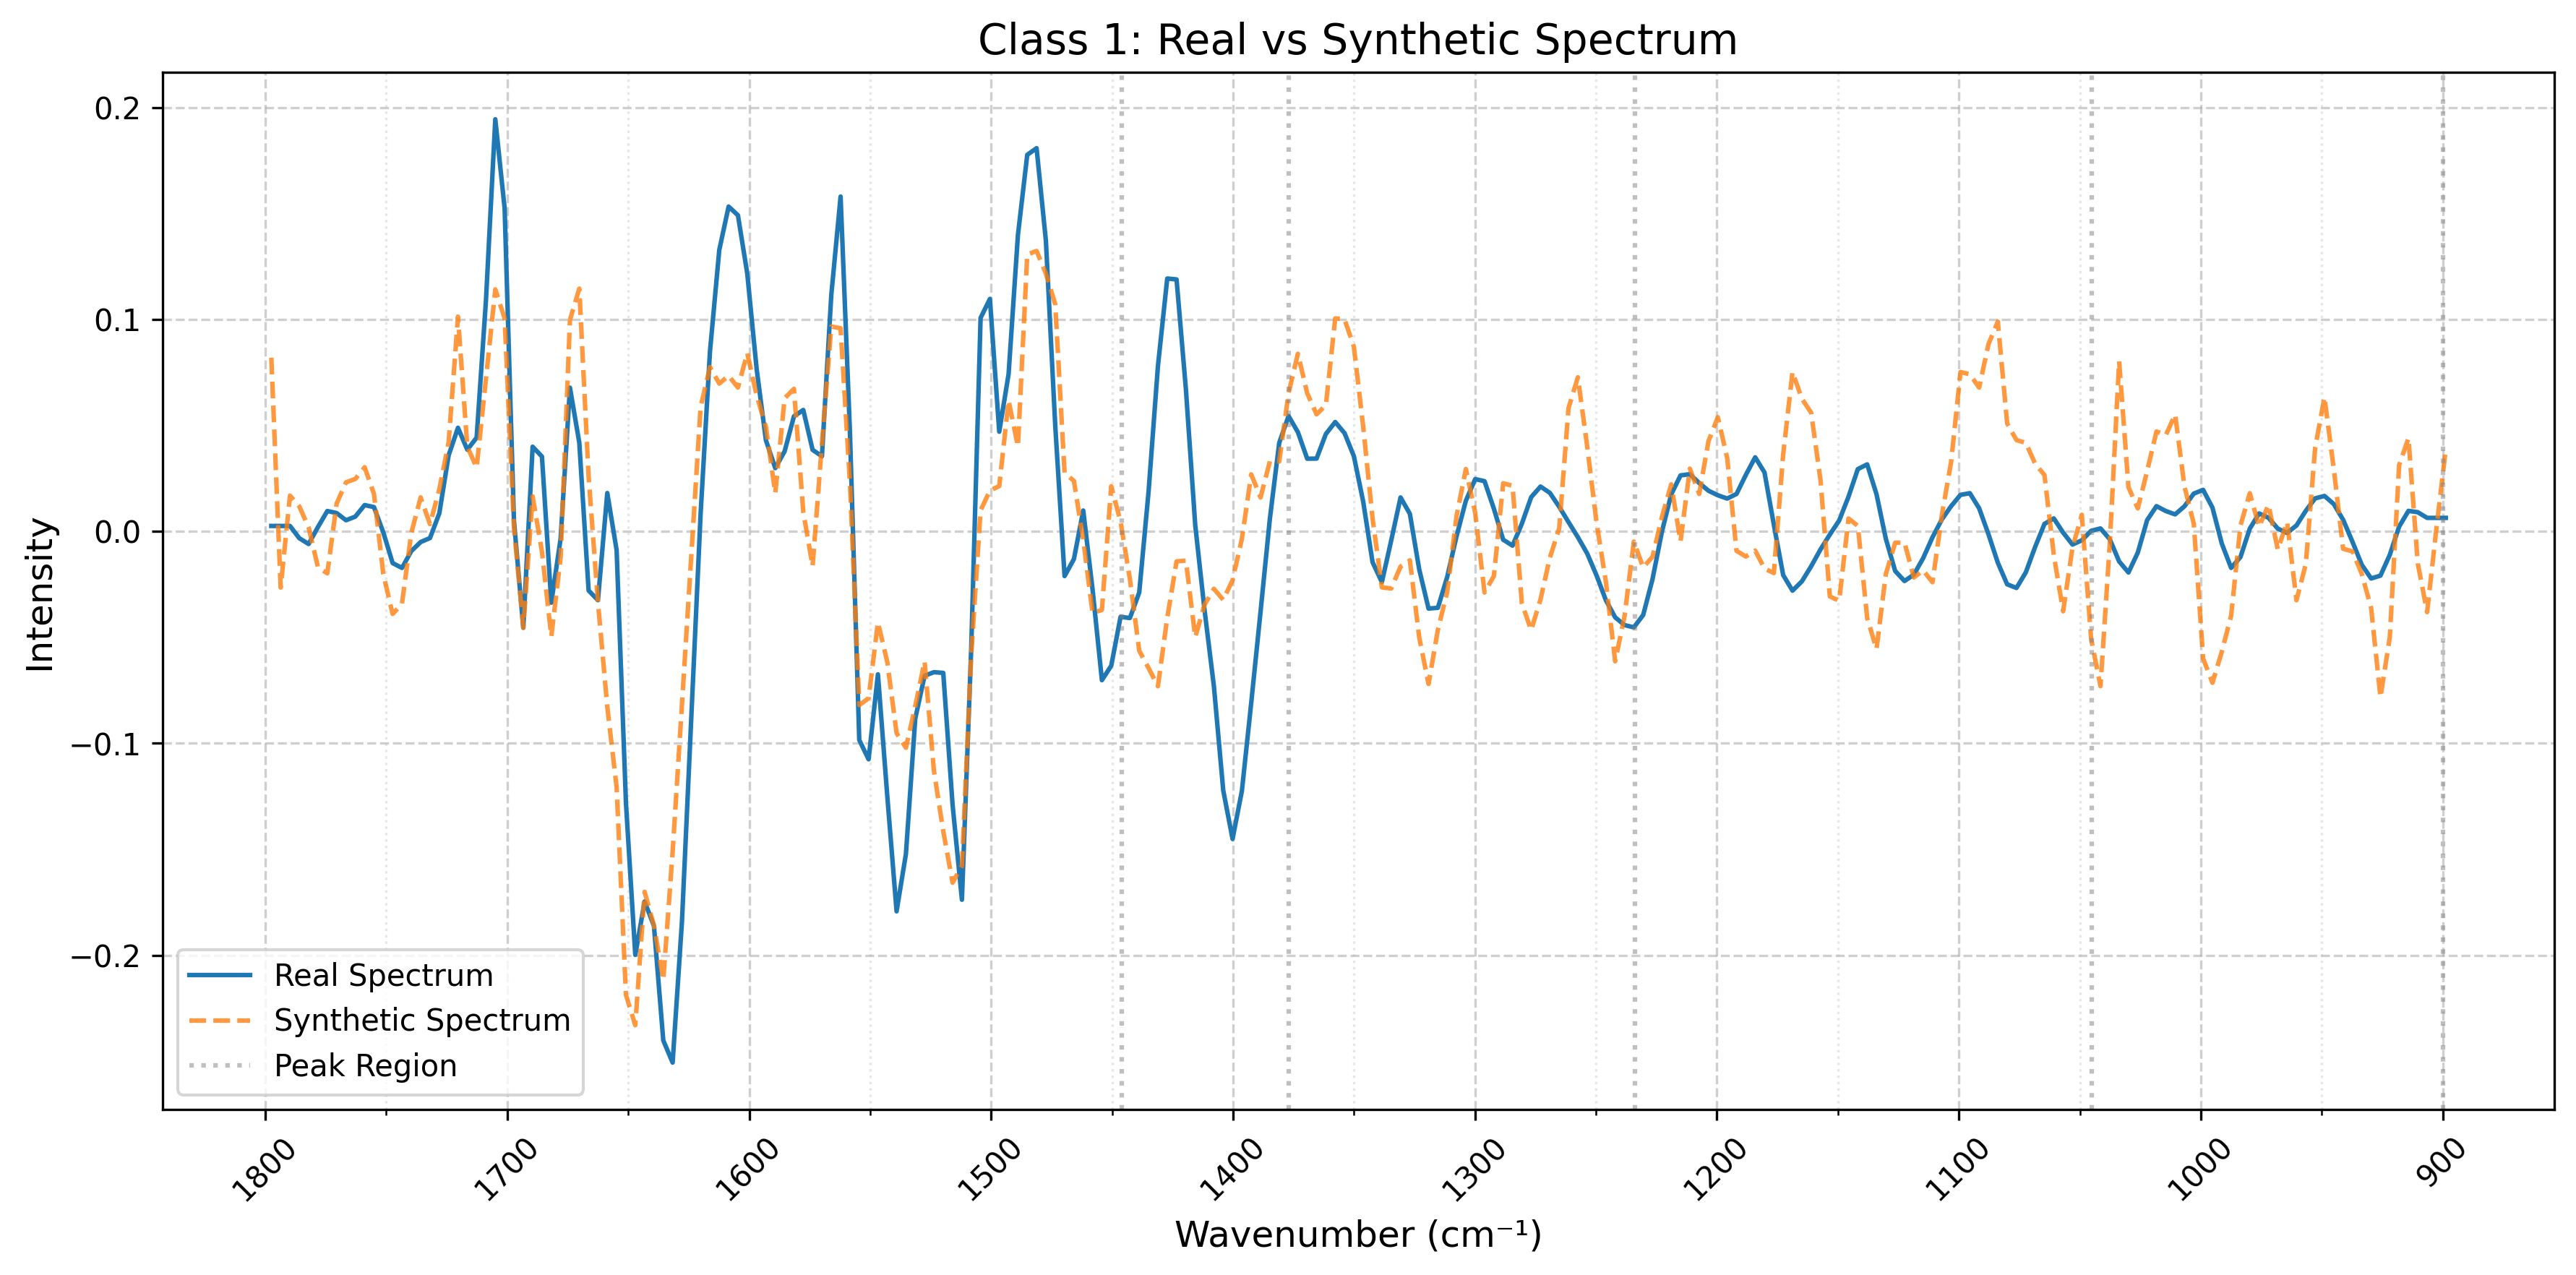 Class 1: Real vs Synthetic Spectrum
Intensity
0.2
0.1
0.0
−0.1
−0.2
Real Spectrum
Synthetic Spectrum
Peak Region
1800 1700 1600 1500 1400 1300 1200 1100 1000 900
Wavenumber (cm⁻¹)